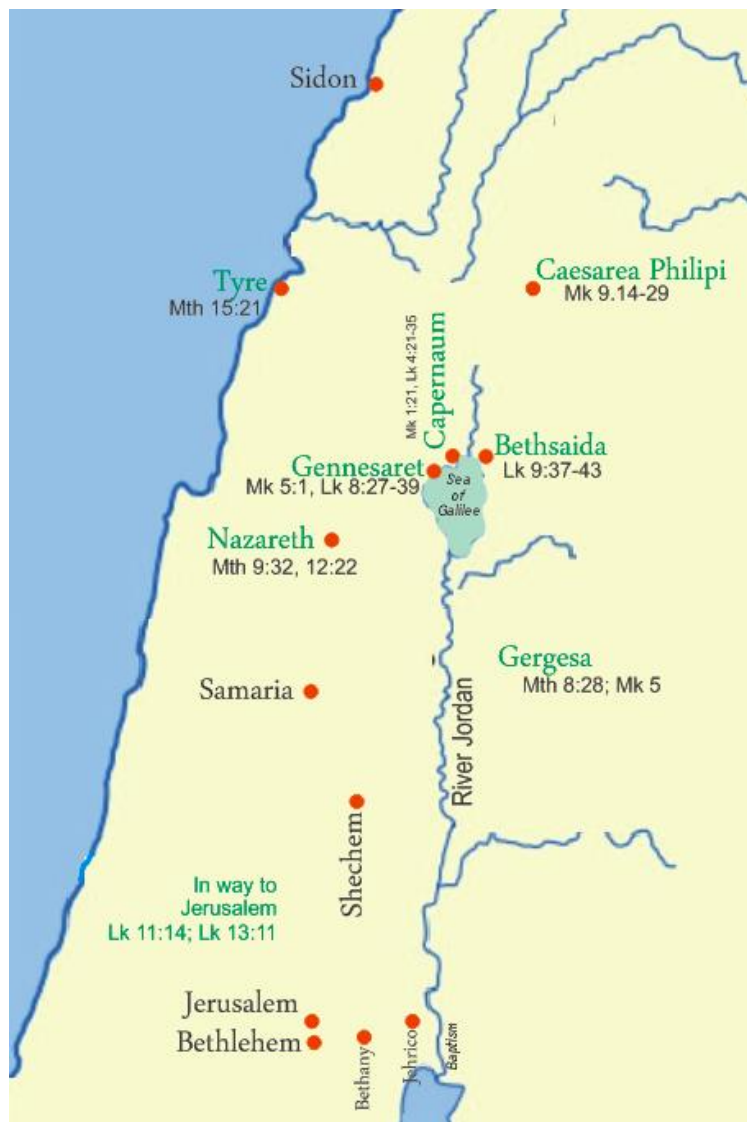 Sidon
Tyre
Mth 15:21
Caesarea Philipi
Mk 9.14-29
Mk 1:21, Lk 4:21-35
Capernaum
Gennesaret
Mk 5:1, Lk 8:27-39
Bethsaida
Lk 9:37-43
Sea
of
Galilee
Nazareth
Mth 9:32, 12:22
Gergesa
Mth 8:28; Mk 5
Samaria
River Jordan
Shechem
In way to
Jerusalem
Lk 11:14; Lk 13:11
Jerusalem
Bethlehem
Bethany
Jehrico
Baptism